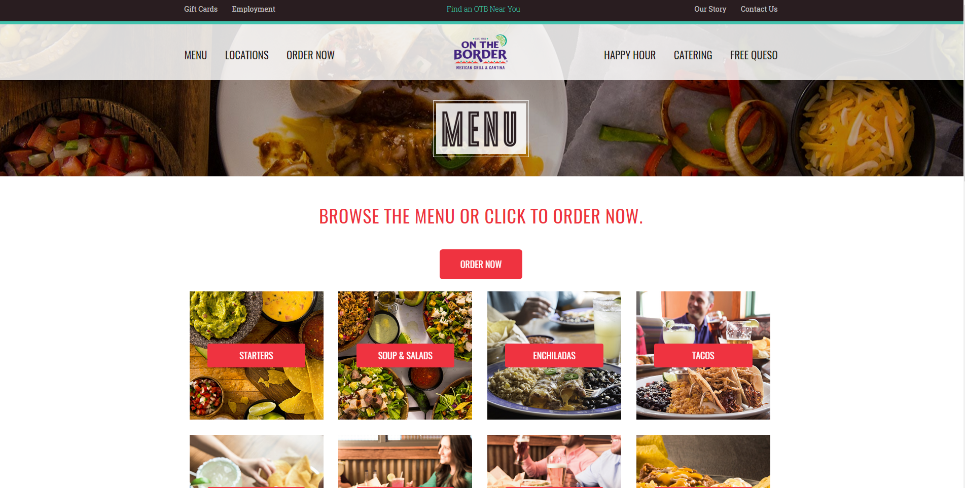 Gift Cards Employment Find an OTB Near You Our Story Contact Us
MENU LOCATIONS ORDER NOW
ON THE
BORDER
MEXICAN GRILL & CANTINA
HAPPY HOUR CATERING FREE QUESO
MENU
BROWSE THE MENU OR CLICK TO ORDER NOW.
ORDER NOW
STARTERS SOUP & SALADS ENCHILADAS TACOS